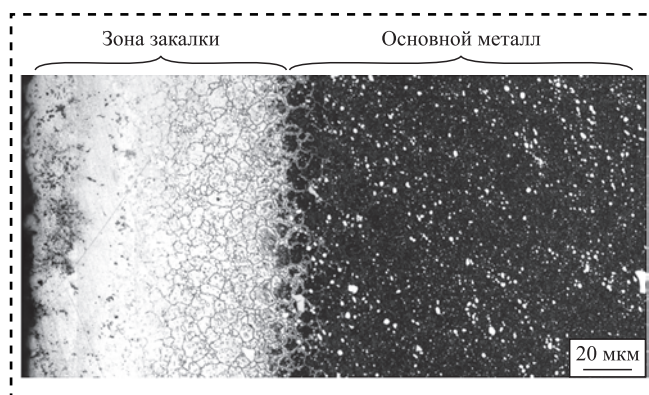 Зона закалки
Основной металл
20 мкм